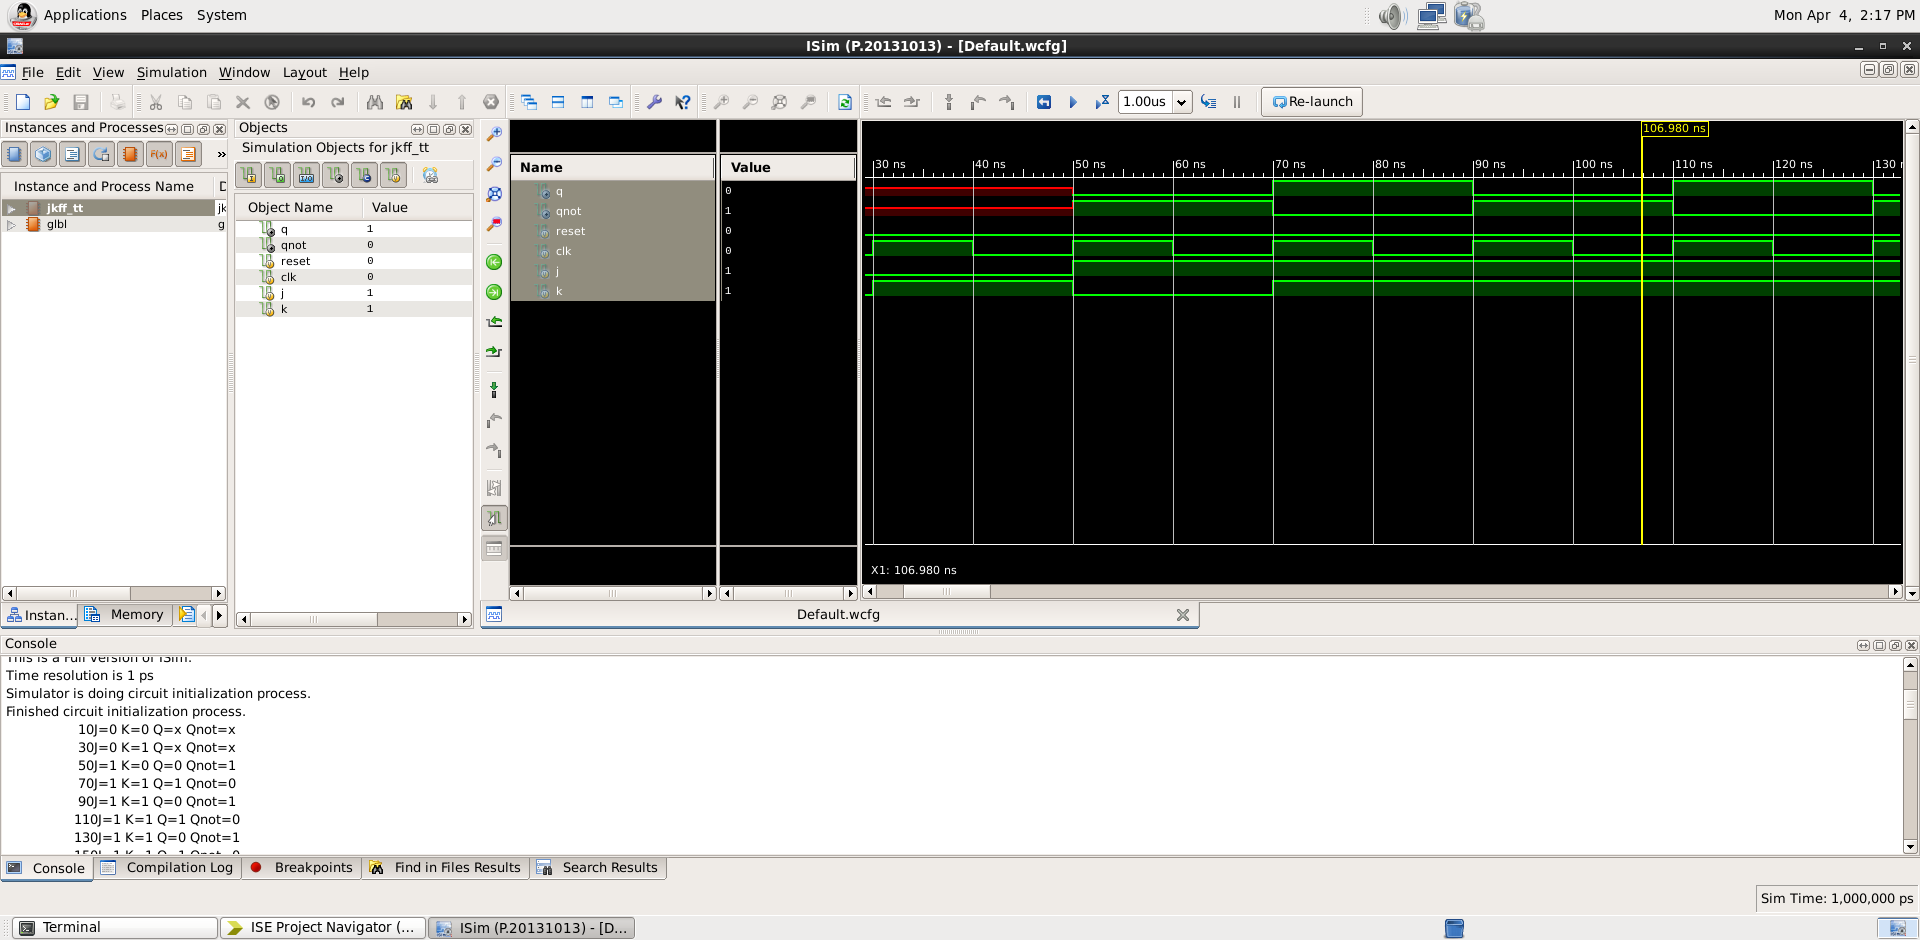 Applications Places System
Mon Apr 4, 2:17 PM
ISim (P.20131013) - [Default.wcfg]
File Edit View Simulation Window Layout Help
1.00us
Re-launch
Instances and Processes
Objects
Simulation Objects for jkff_tt
Instance and Process Name D
jkff_tt jk
glbl g
Object Name Value
q 1
qnot 0
reset 0
clk 0
j 1
k 1
Name Value
q 0
qnot 1
reset 0
clk 0
j 1
k 1
106.980 ns
30 ns 40 ns 50 ns 60 ns 70 ns 80 ns 90 ns 100 ns 110 ns 120 ns 130 n
X1: 106.980 ns
Instan... Memory
Default.wcfg
Console
This is a Full version of ISim.
Time resolution is 1 ps
Simulator is doing circuit initialization process.
Finished circuit initialization process.
10J=0 K=0 Q=x Qnot=x
30J=0 K=1 Q=x Qnot=x
50J=1 K=0 Q=0 Qnot=1
70J=1 K=1 Q=1 Qnot=0
90J=1 K=1 Q=0 Qnot=1
110J=1 K=1 Q=1 Qnot=0
130J=1 K=1 Q=0 Qnot=1
150J=1 K=1 Q=1 Qnot=0
Console Compilation Log Breakpoints Find in Files Results Search Results
Sim Time: 1,000,000 ps
Terminal ISE Project Navigator (... ISim (P.20131013) - [D...